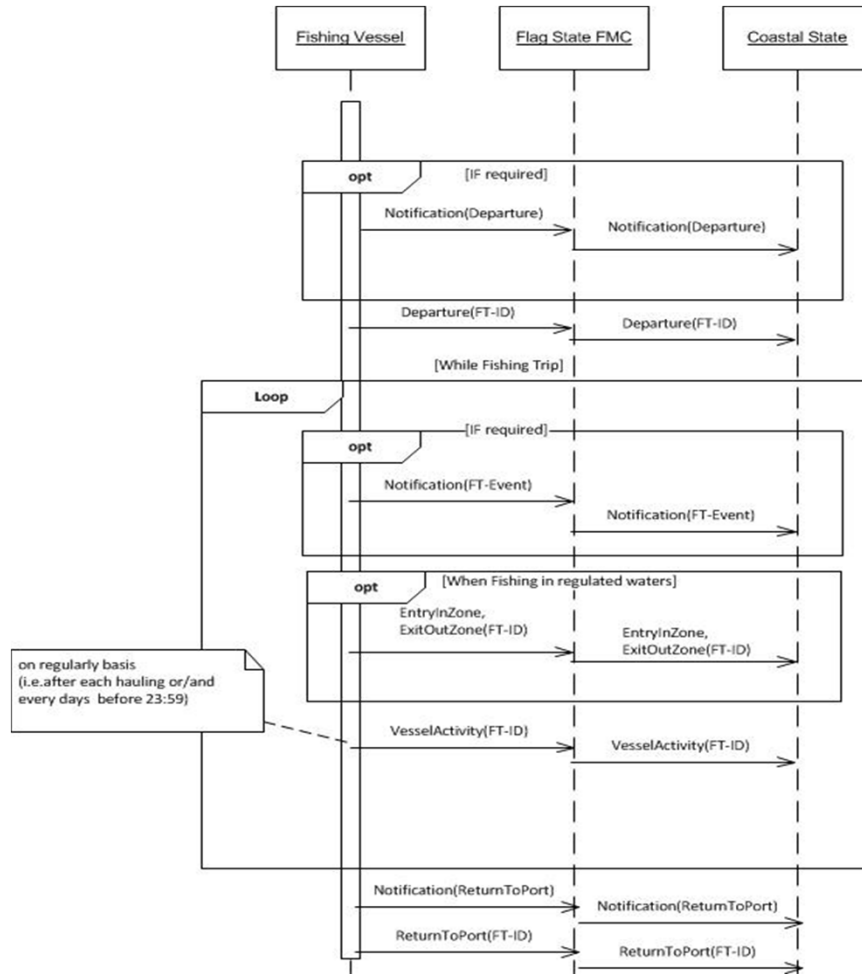 Fishing Vessel
Flag State FMC
Coastal State
opt
[IF required]
Notification(Departure)
Notification(Departure)
Departure(FT-ID)
Departure(FT-ID)
[While Fishing Trip]
Loop
[IF required]
opt
Notification(FT-Event)
Notification(FT-Event)
opt
[When Fishing in regulated waters]
EntryInZone,
ExitOutZone(FT-ID)
EntryInZone,
ExitOutZone(FT-ID)
on regularly basis
(i.e.after each hauling or/and
every days before 23:59)
VesselActivity(FT-ID)
VesselActivity(FT-ID)
Notification(ReturnToPort)
Notification(ReturnToPort)
ReturnToPort(FT-ID)
ReturnToPort(FT-ID)